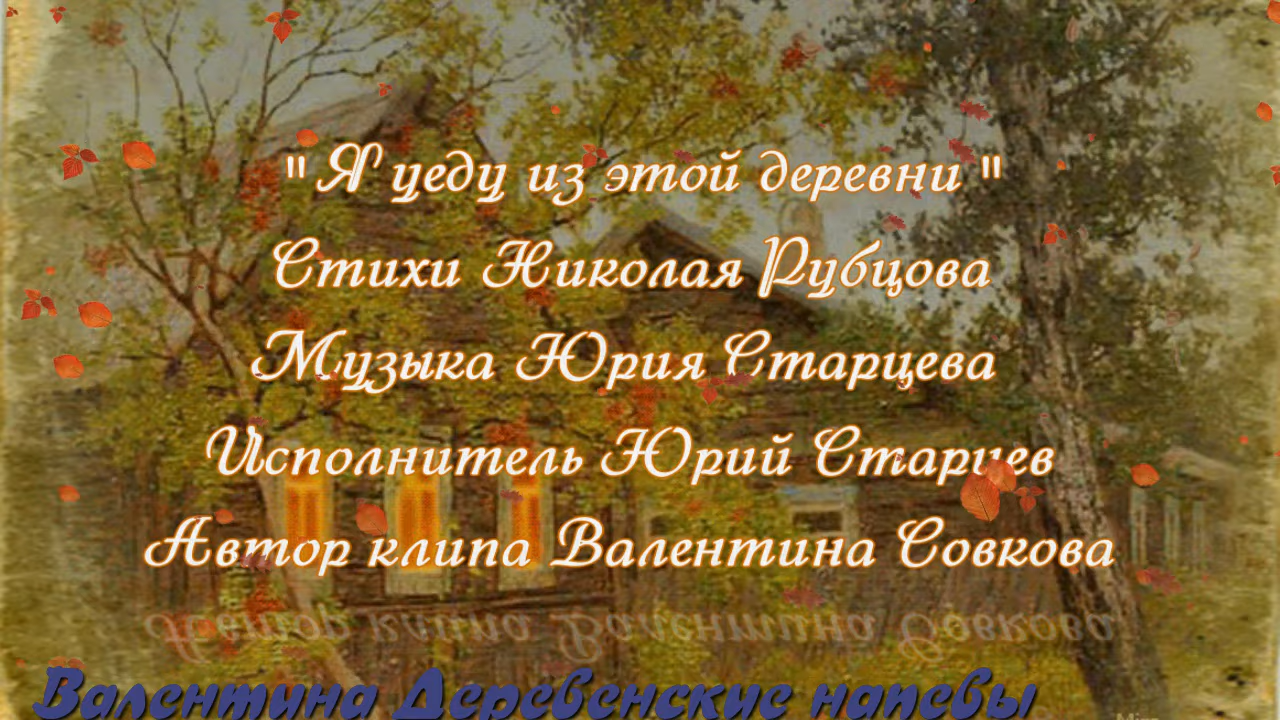 " Я уеду из этой деревни "
Стихи Николая Рубцова
Музыка Юрия Старцева
Исполнитель Юрий Старцев
Автор клипа Валентина Совкова
Валентина Деревенские напевы